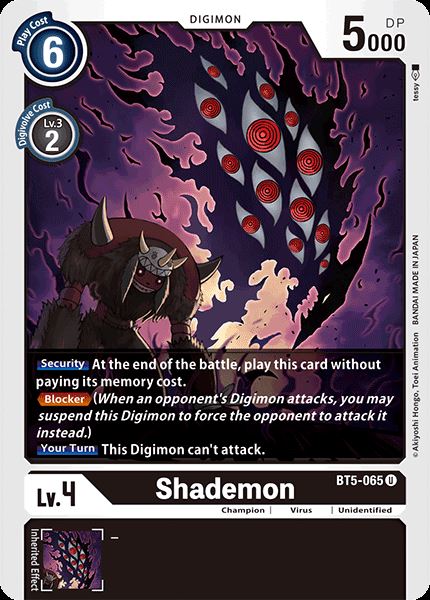 DIGIMON
Play Cost
6
DP
5000
tessy
Digivolve Cost
Lv.3
2
Security At the end of the battle, play this card without
paying its memory cost.
Blocker (When an opponent's Digimon attacks, you may
suspend this Digimon to force the opponent to attack it
instead.)
Your Turn This Digimon can't attack.
© Akiyoshi Hongo, Toei Animation BANDAI MADE IN JAPAN
Lv.4
Shademon
BT5-065 U
Champion | Virus | Unidentified
Inherited Effect
–